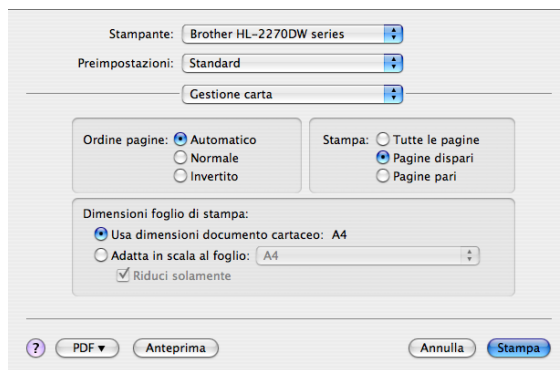 Stampante: Brother HL-2270DW series
Preimpostazioni: Standard
Gestione carta
Ordine pagine: Automatico
Normale
Invertito
Stampa: Tutte le pagine
Pagine dispari
Pagine pari
Dimensioni foglio di stampa:
Usa dimensioni documento cartaceo: A4
Adatta in scala al foglio: A4
Riduci solamente
? PDF▼ Anteprima Annulla Stampa